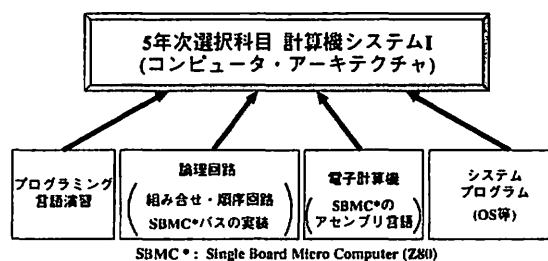 5年次選択科目 計算機システムI
(コンピュータ・アーキテクチャ)
プログラミング
言語演習
論理回路
(組み合せ・順序回路
SBMC*バスの実装)
電子計算機
(SBMC*の
アセンブリ言語)
システム
プログラム
(OS等)
SBMC *: Single Board Micro Computer (Z80)